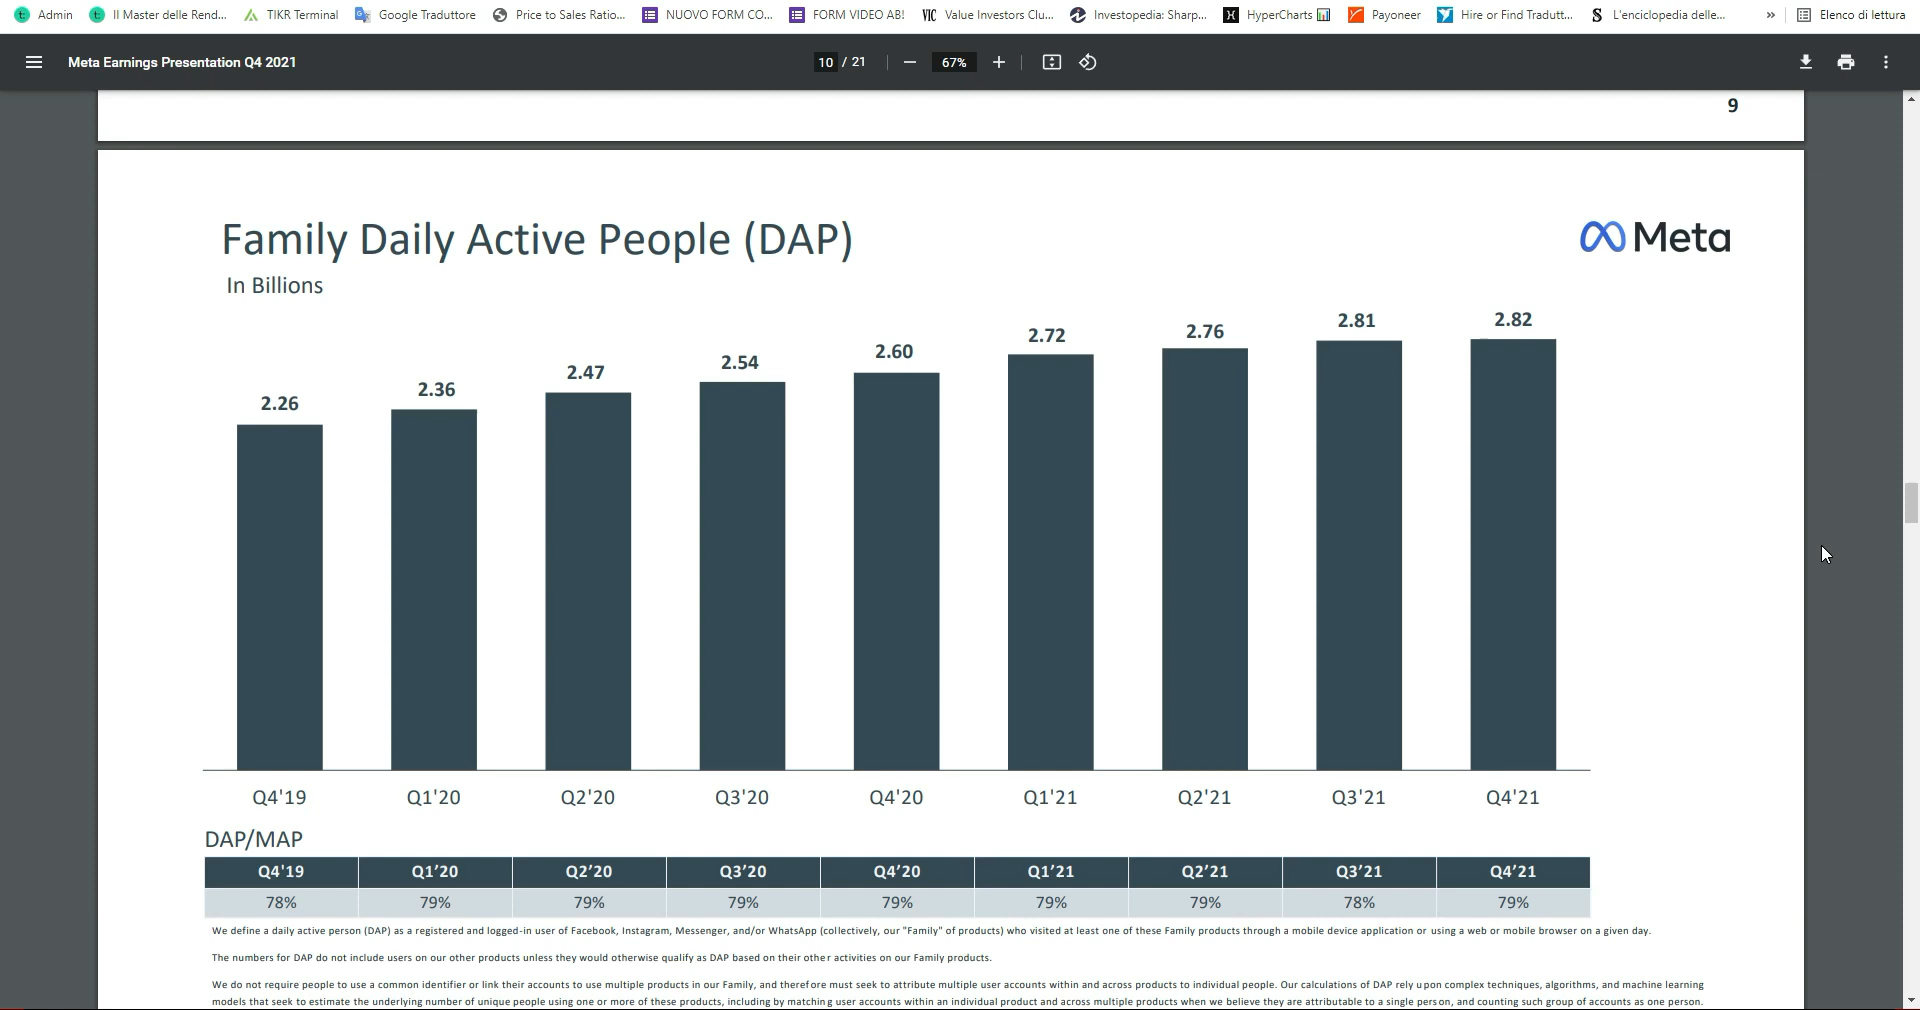 Admin Il Master delle Rend... TIKR Terminal Google Traduttore Price to Sales Ratio... NUOVO FORM CO... FORM VIDEO AB! VIC Value Investors Clu... Investopedia: Sharp... HyperCharts Payoneer Hire or Find Tradutt... S L'enciclopedia delle... » Elenco di lettura
Meta Earnings Presentation Q4 2021 10 / 21 67%
9
Family Daily Active People (DAP)
Meta
In Billions
2.26 2.36 2.47 2.54 2.60 2.72 2.76 2.81 2.82
Q4'19 Q1'20 Q2'20 Q3'20 Q4'20 Q1'21 Q2'21 Q3'21 Q4'21
DAP/MAP
Q4'19 Q1’20 Q2’20 Q3’20 Q4’20 Q1’21 Q2’21 Q3’21 Q4’21
78% 79% 79% 79% 79% 79% 79% 78% 79%
We define a daily active person (DAP) as a registered and logged-in user of Facebook, Instagram, Messenger, and/or WhatsApp (collectively, our "Family" of products) who visited at least one of these Family products through a mobile device application or using a web or mobile browser on a given day.
The numbers for DAP do not include users on our other products unless they would otherwise qualify as DAP based on their other activities on our Family products.
We do not require people to use a common identifier or link their accounts to use multiple products in our Family, and therefore must seek to attribute multiple user accounts within and across products to individual people. Our calculations of DAP rely upon complex techniques, algorithms, and machine learning
models that seek to estimate the underlying number of unique people using one or more of these products, including by matching user accounts within an individual product and across multiple products when we believe they are attributable to a single person, and counting such group of accounts as one person.